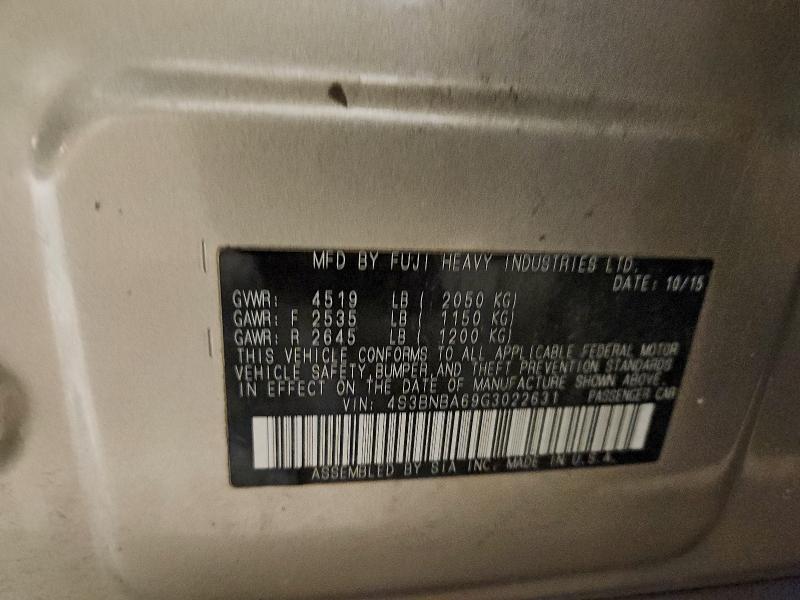 MFD BY FUJI HEAVY INDUSTRIES LTD.
DATE: 10/15
GVWR: 4519 LB ( 2050 KG)
GAWR: F 2535 LB ( 1150 KG)
GAWR: R 2645 LB ( 1200 KG)
THIS VEHICLE CONFORMS TO ALL APPLICABLE FEDERAL MOTOR
VEHICLE SAFETY, BUMPER, AND THEFT PREVENTION STANDARDS
IN EFFECT ON THE DATE OF MANUFACTURE SHOWN ABOVE.
VIN: 4S3BNBA69G3022631 PASSENGER CAR
ASSEMBLED BY SIA INC. MADE IN U.S.A.